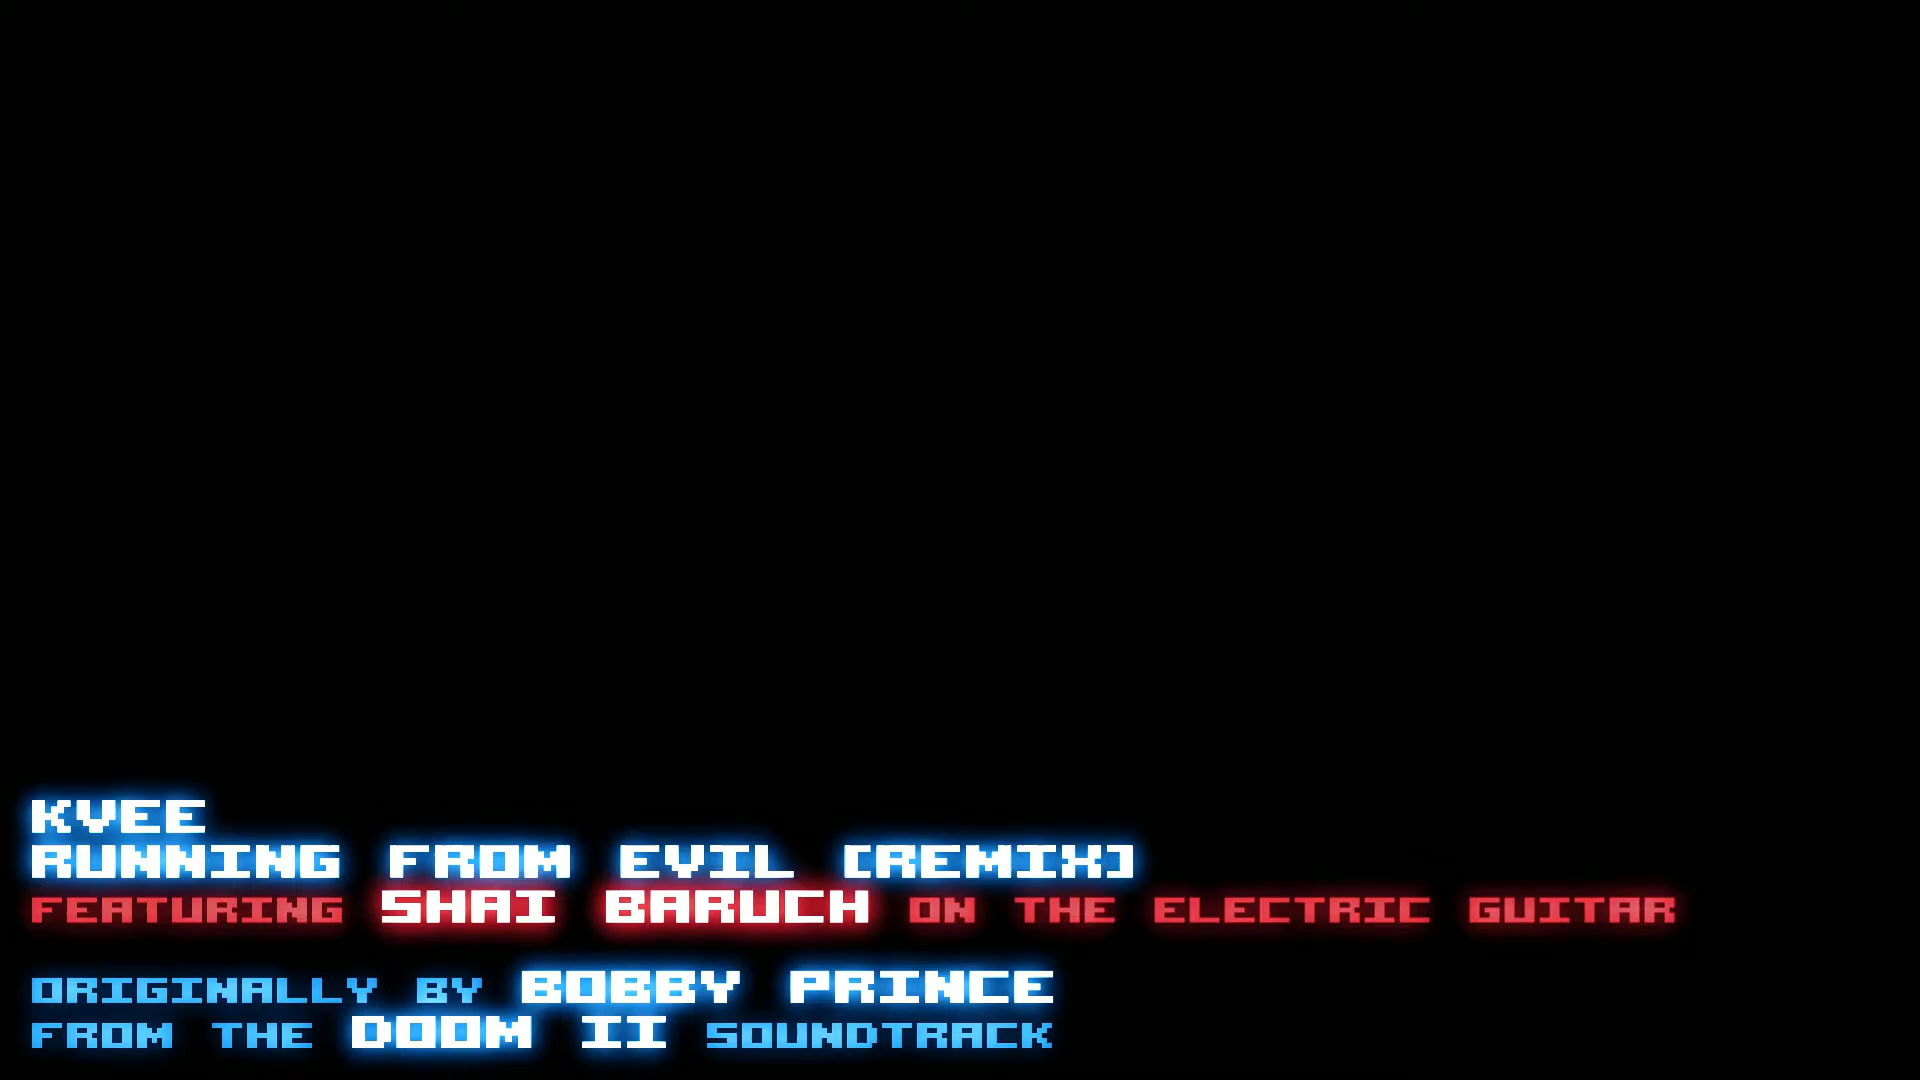 KVEE
RUNNING FROM EVIL [REMIX]
FEATURING SHAI BARUCH ON THE ELECTRIC GUITAR
ORIGINALLY BY BOBBY PRINCE
FROM THE DOOM II SOUNDTRACK